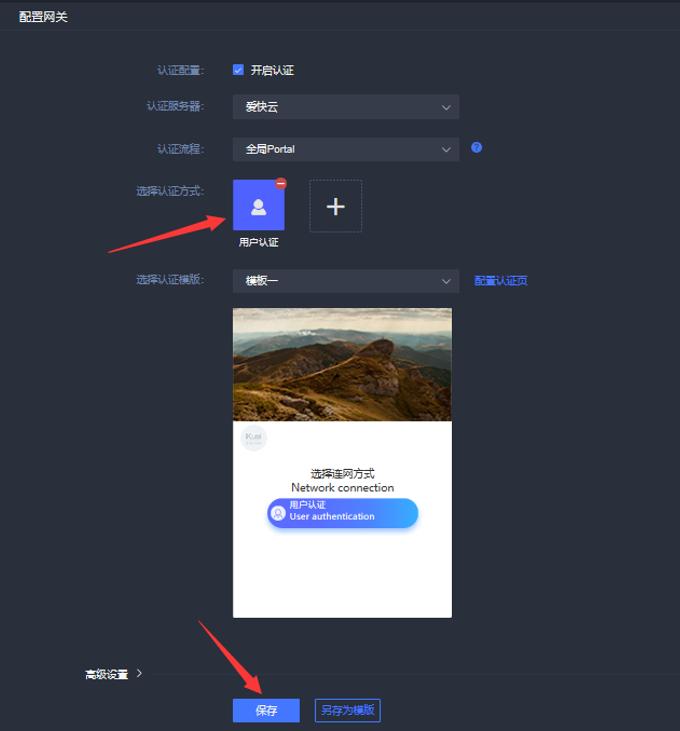 配置网关
认证配置:
开启认证
认证服务器:
爱快云
认证流程:
全局Portal
?
选择认证方式:
用户认证
选择认证模版:
模板一
配置认证页
iKuai
选择连网方式
Network connection
用户认证
User authentication
高级设置
保存
另存为模版